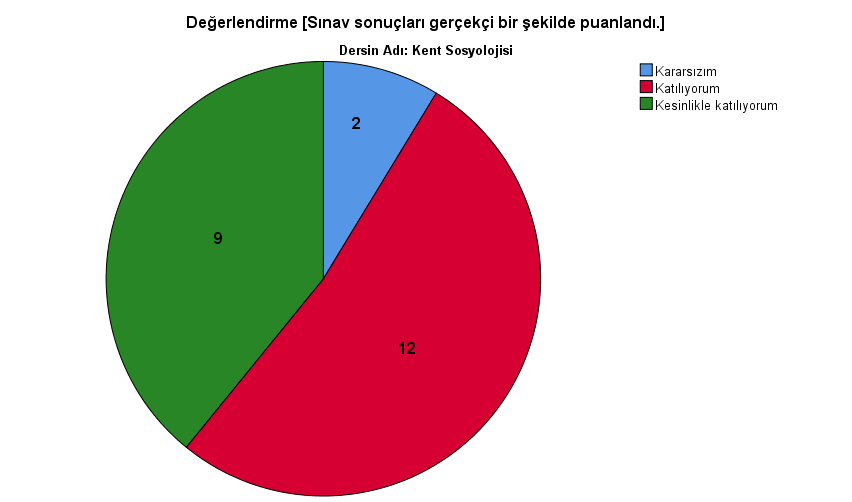 Değerlendirme [Sınav sonuçları gerçekçi bir şekilde puanlandı.]
Dersin Adı: Kent Sosyolojisi
Kararsızım
Katılıyorum
Kesinlikle katılıyorum
2
9
12